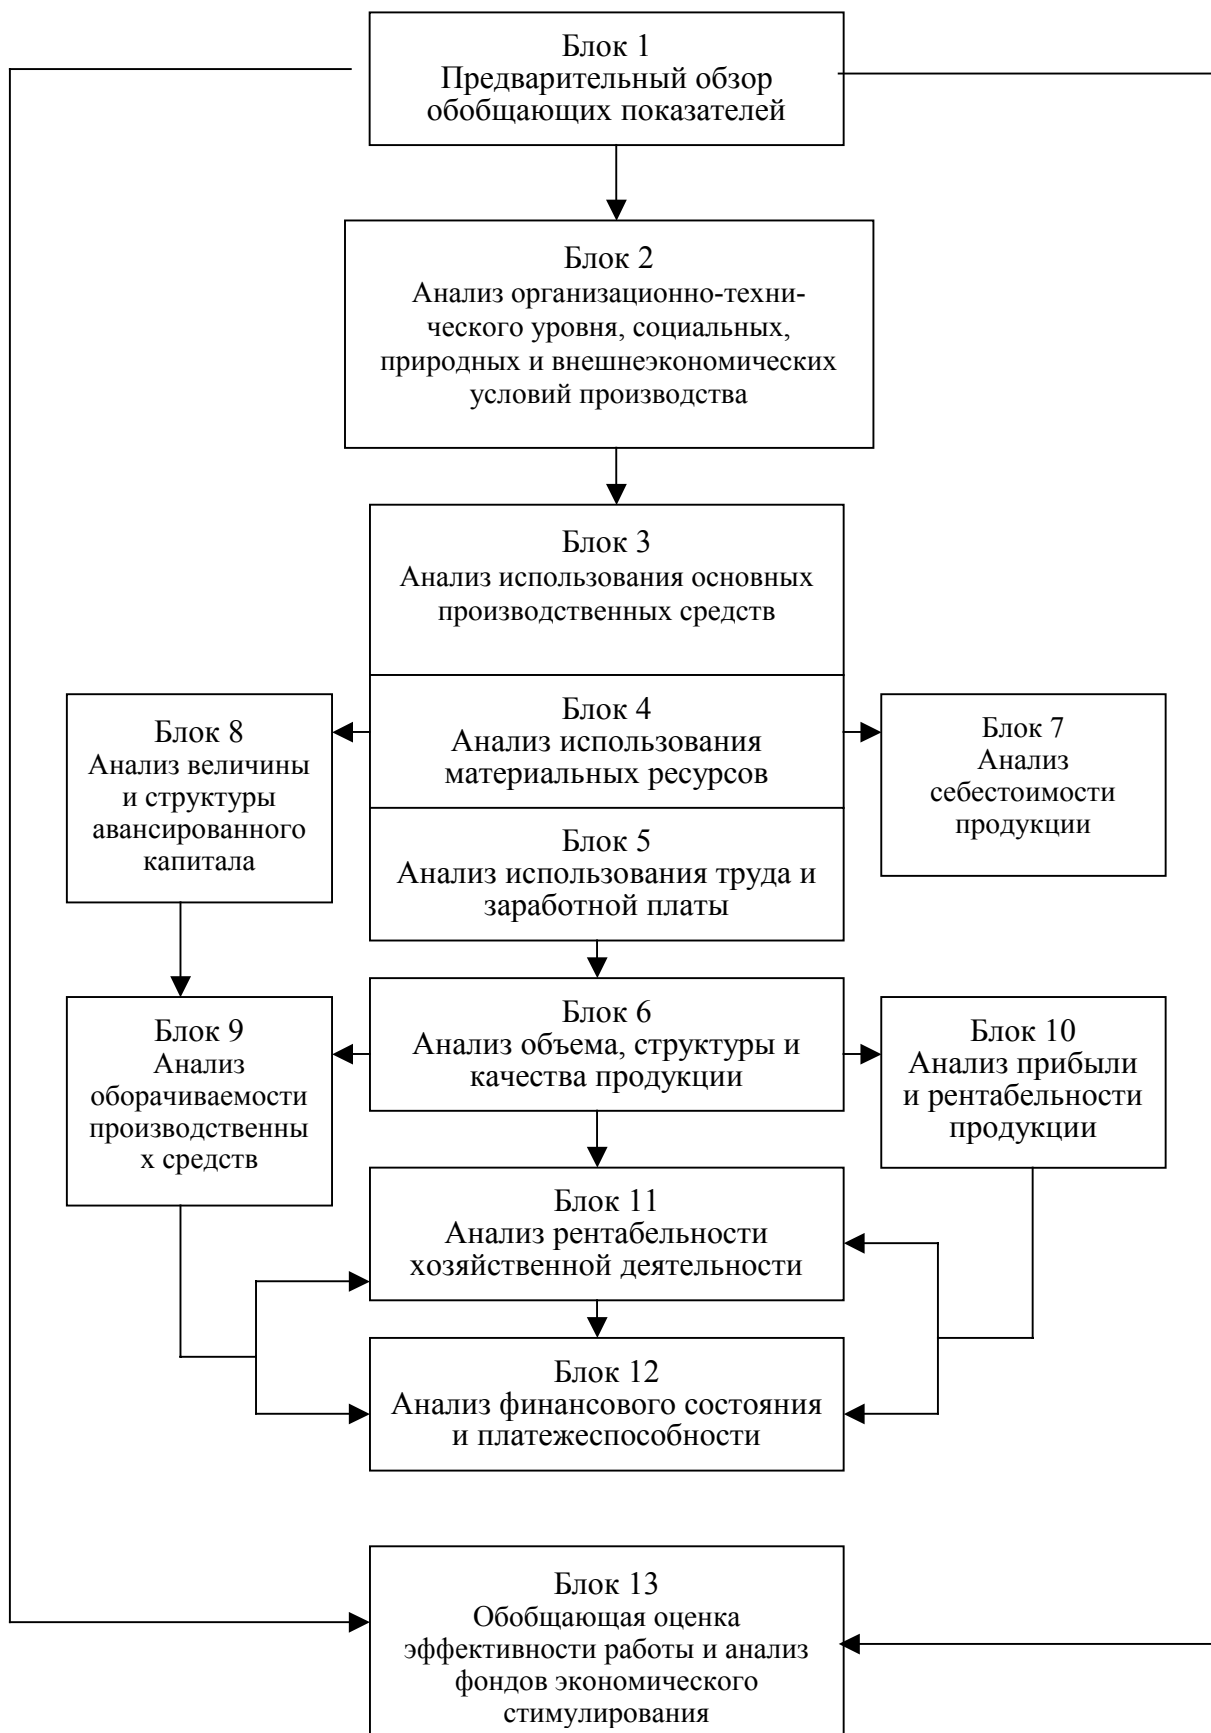 Блок 1
Предварительный обзор
обобщающих показателей
Блок 2
Анализ организационно-техни-
ческого уровня, социальных,
природных и внешнеэкономических
условий производства
Блок 3
Анализ использования основных
производственных средств
Блок 8
Анализ величины
и структуры
авансированного
капитала
Блок 4
Анализ использования
материальных ресурсов
Блок 7
Анализ
себестоимости
продукции
Блок 5
Анализ использования труда и
заработной платы
Блок 9
Анализ
оборачиваемости
производственны
х средств
Блок 6
Анализ объема, структуры и
качества продукции
Блок 10
Анализ прибыли
и рентабельности
продукции
Блок 11
Анализ рентабельности
хозяйственной деятельности
Блок 12
Анализ финансового состояния
и платежеспособности
Блок 13
Обобщающая оценка
эффективности работы и анализ
фондов экономического
стимулирования